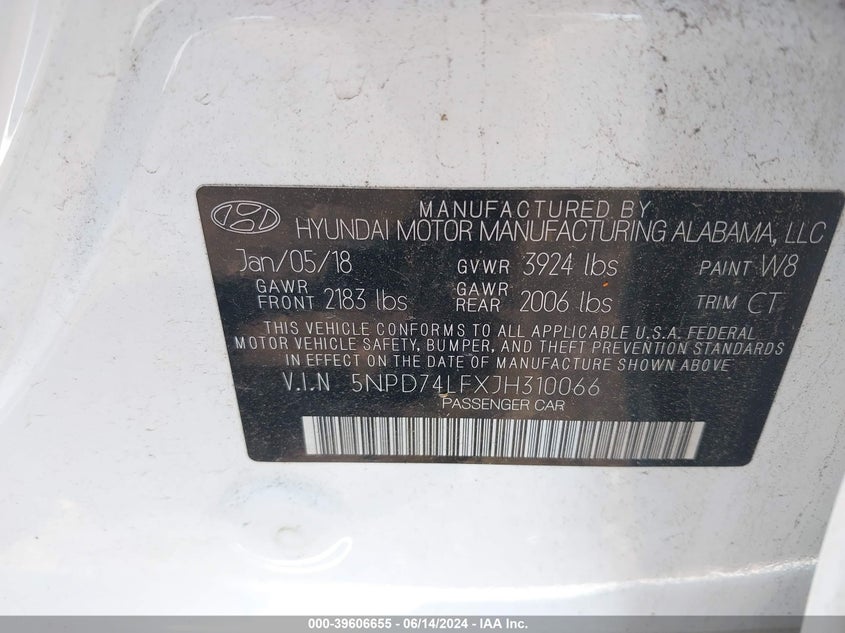 MANUFACTURED BY
HYUNDAI MOTOR MANUFACTURING ALABAMA, LLC
Jan/05/18 GVWR 3924 lbs PAINT W8
GAWR FRONT 2183 lbs GAWR REAR 2006 lbs TRIM CT
THIS VEHICLE CONFORMS TO ALL APPLICABLE U.S.A. FEDERAL
MOTOR VEHICLE SAFETY, BUMPER, AND THEFT PREVENTION STANDARDS
IN EFFECT ON THE DATE OF MANUFACTURE SHOWN ABOVE
V.I.N 5NPD74LFXJH310066
PASSENGER CAR
000-39606655 - 06/14/2024 - IAA Inc.